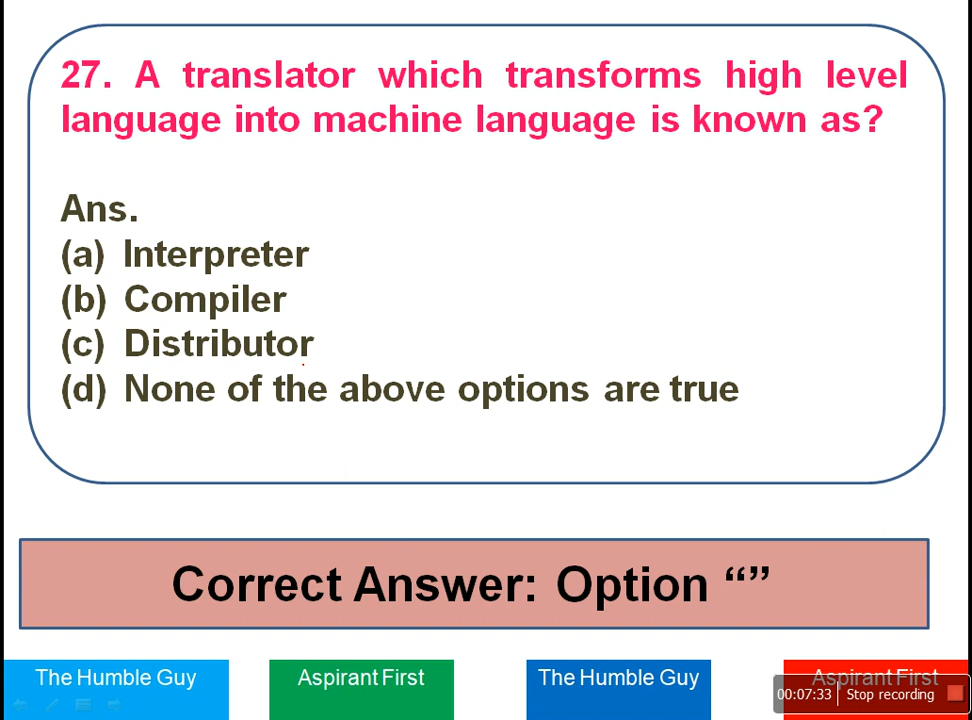 27. A translator which transforms high level
language into machine language is known as?
Ans.
(a) Interpreter
(b) Compiler
(c) Distributor
(d) None of the above options are true
Correct Answer: Option “”
The Humble Guy
Aspirant First
The Humble Guy
Aspirant First
00:07:33 Stop recording